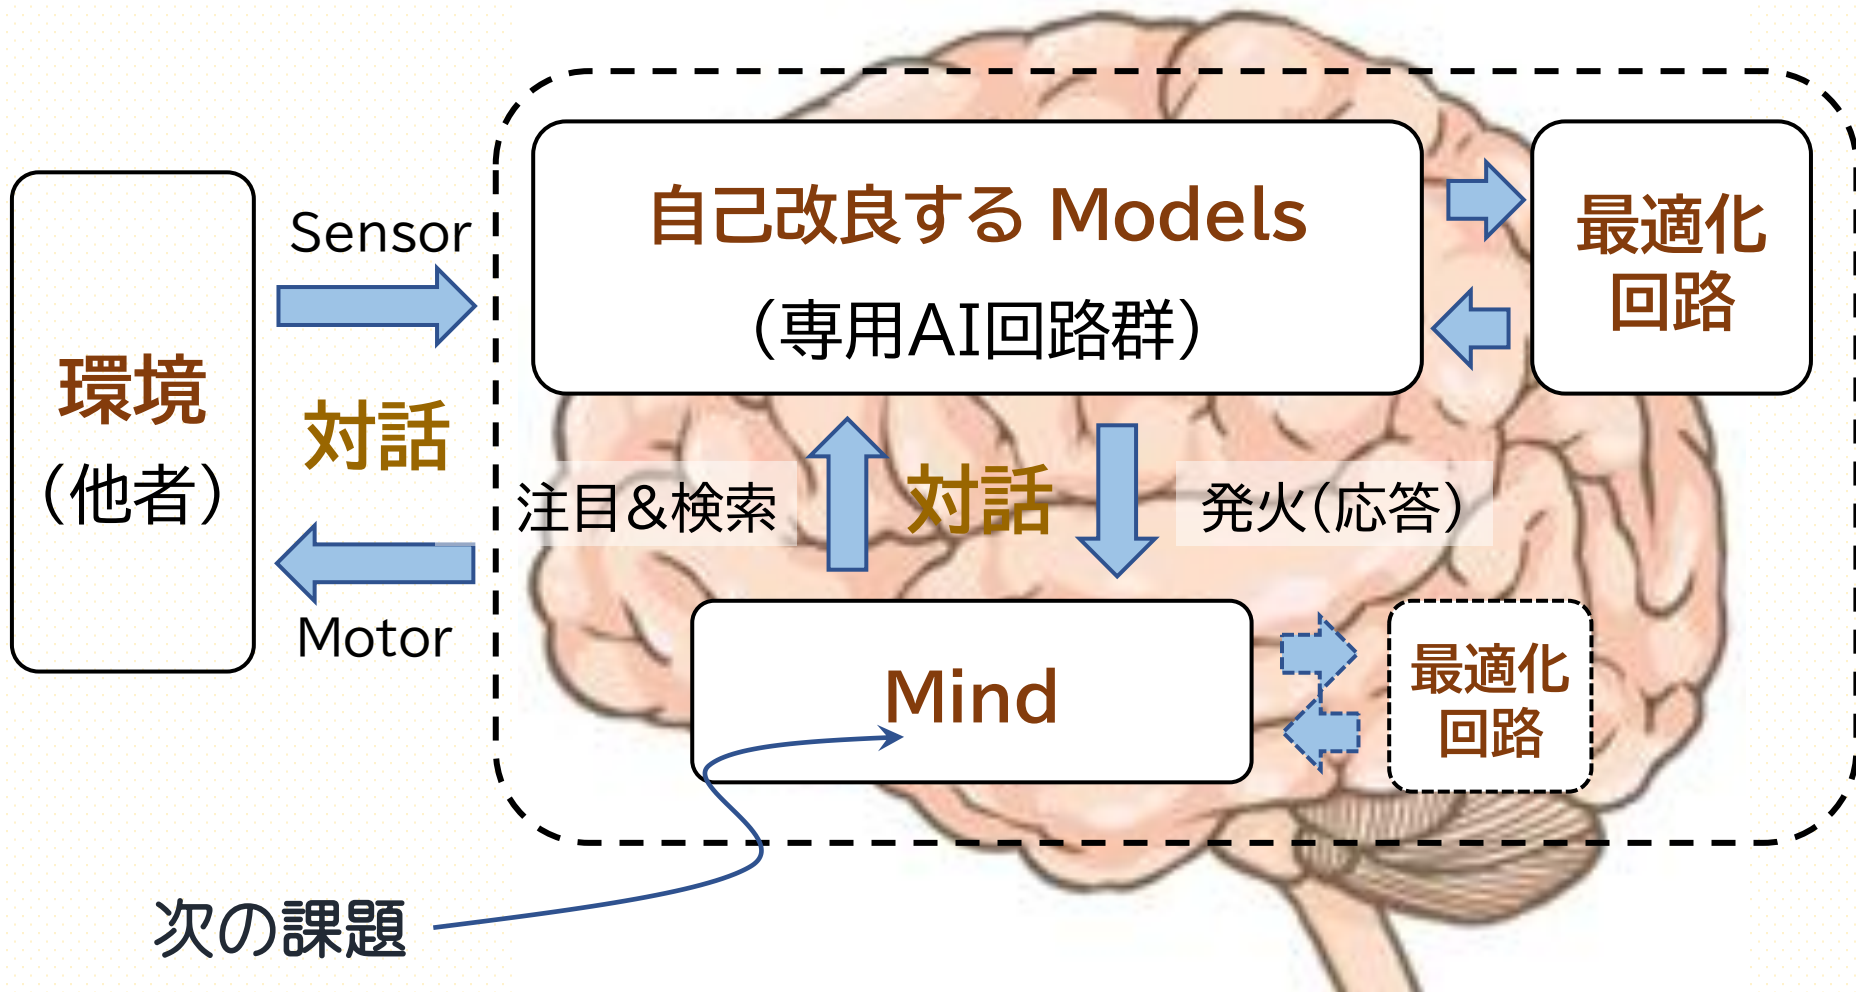 環境
（他者）
Sensor
対話
Motor
自己改良する Models
（専用AI回路群）
最適化
回路
注目&検索
対話
発火(応答)
Mind
最適化
回路
次の課題